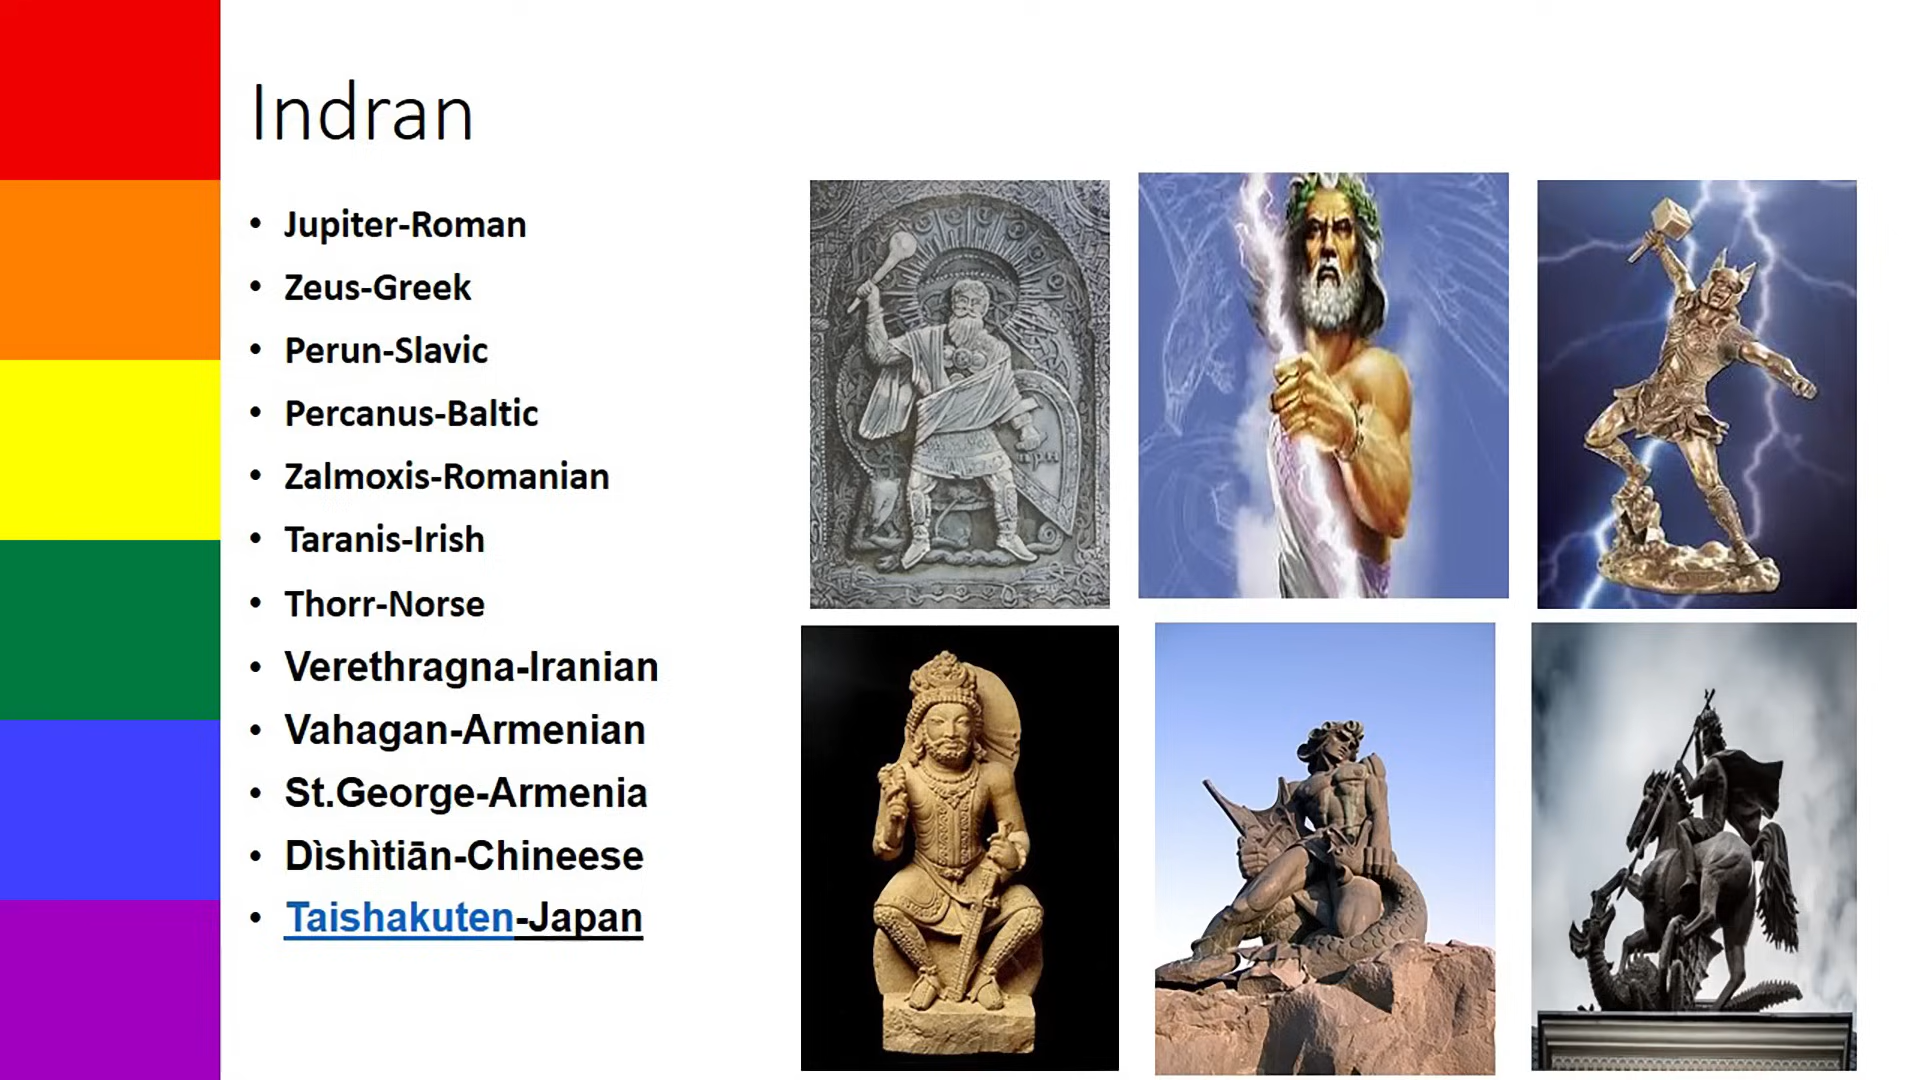 Indran
• Jupiter-Roman
• Zeus-Greek
• Perun-Slavic
• Percanus-Baltic
• Zalmoxis-Romanian
• Taranis-Irish
• Thorr-Norse
• Verethragna-Iranian
• Vahagan-Armenian
• St.George-Armenia
• Dìshìtiān-Chineese
• Taishakuten-Japan